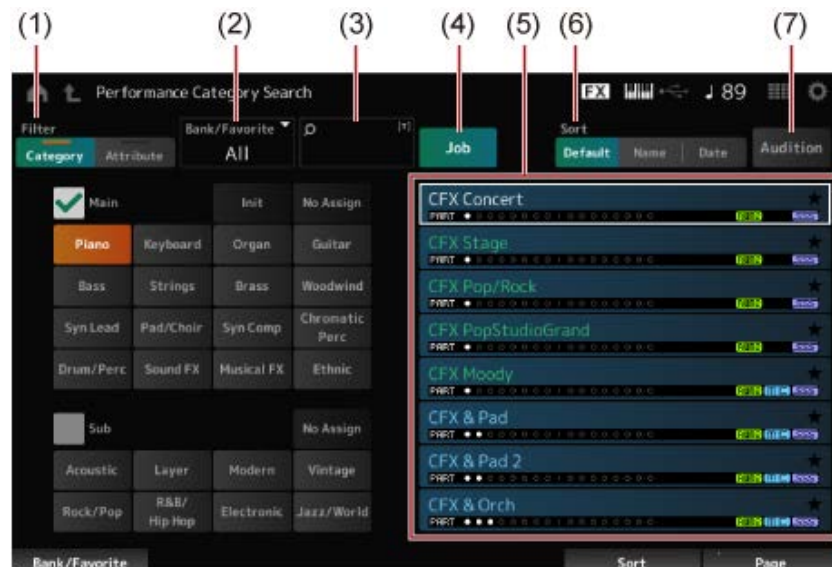 (1) (2) (3) (4) (5) (6) (7)
Performance Category Search FX 89
Filter Bank/Favorite [T] Sort
Category Attribute All Job Default Name Date Audition
Main Init No Assign
Piano Keyboard Organ Guitar
Bass Strings Brass Woodwind
Syn Lead Pad/Choir Syn Comp Chromatic
Perc
Drum/Perc Sound FX Musical FX Ethnic
Sub No Assign
Acoustic Layer Modern Vintage
Rock/Pop R&B/
Hip Hop
Electronic Jazz/World
CFX Concert
PART
CFX Stage
PART
CFX Pop/Rock
PART
CFX PopStudioGrand
PART
CFX Moody
PART
CFX & Pad
PART
CFX & Pad 2
PART
CFX & Orch
PART
Bank/Favorite Sort Page